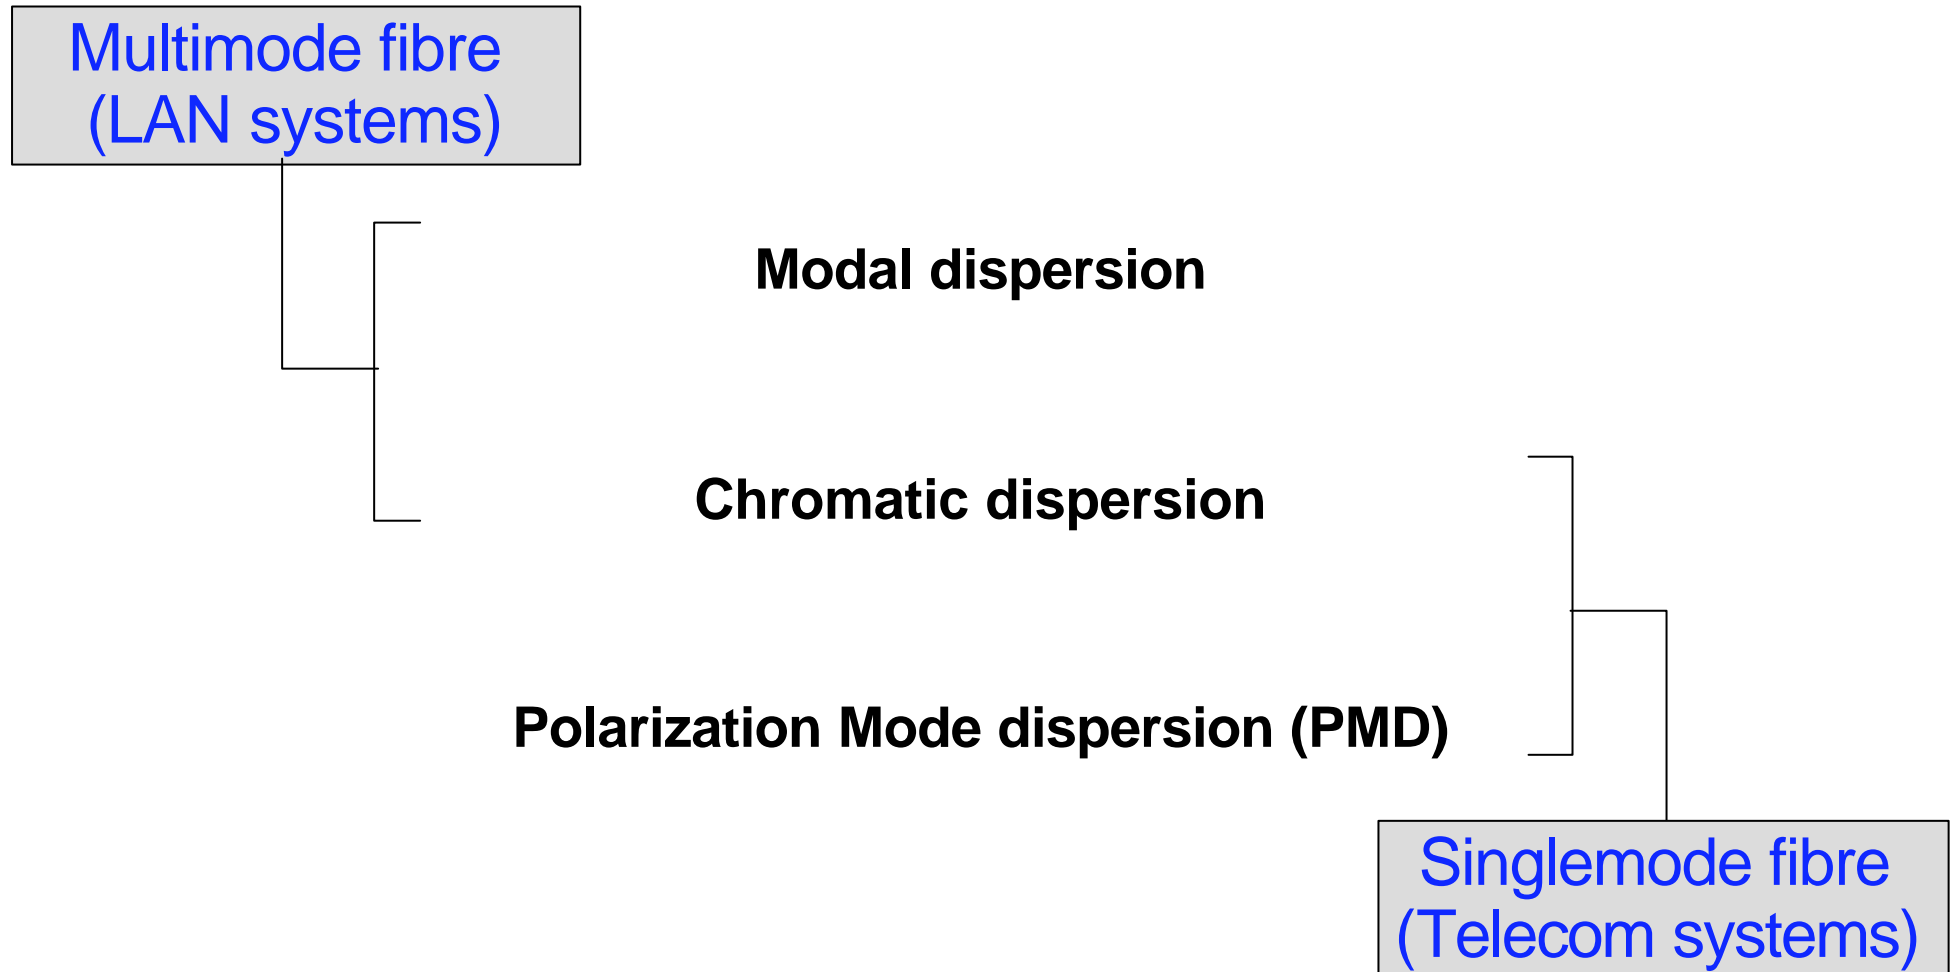 Multimode fibre
(LAN systems)
Modal dispersion
Chromatic dispersion
Polarization Mode dispersion (PMD)
Singlemode fibre
(Telecom systems)